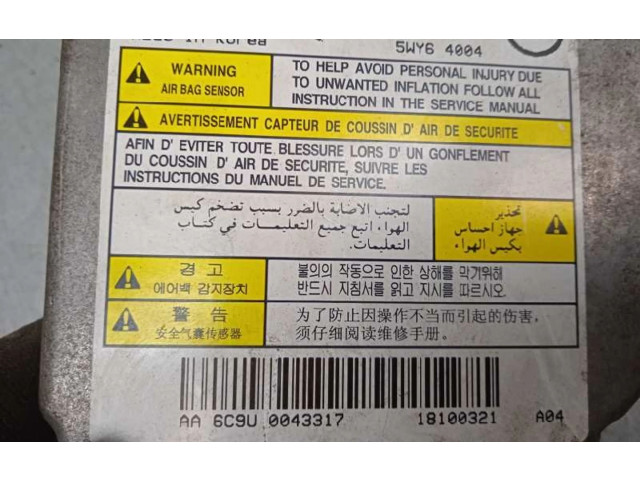 5WY6 4004
WARNING
AIR BAG SENSOR
TO HELP AVOID PERSONAL INJURY DUE
TO UNWANTED INFLATION FOLLOW ALL
INSTRUCTION IN THE SERVICE MANUAL
AVERTISSEMENT CAPTEUR DE COUSSIN D' AIR DE SECURITE
AFIN D' EVITER TOUTE BLESSURE LORS D' UN GONFLEMENT
DU COUSSIN D' AIR DE SECURITE, SUIVRE LES
INSTRUCTIONS DU MANUEL DE SERVICE.
تحذير
جهاز احساس
بكيس الهواء
لتجنب الاصابة بالضرر بسبب تضخم كيس
الهواء، اتبع جميع التعليمات في كتاب
التعليمات.
경 고
에어백 감지장치
불의의 작동으로 인한 상해를 막기위해
반드시 지침서를 읽고 지시를 따르시오.
警 告
安全气囊传感器
为了防止因操作不当而引起的伤害，
须仔细阅读维修手册。
AA 6C9U 0043317 18100321 A04